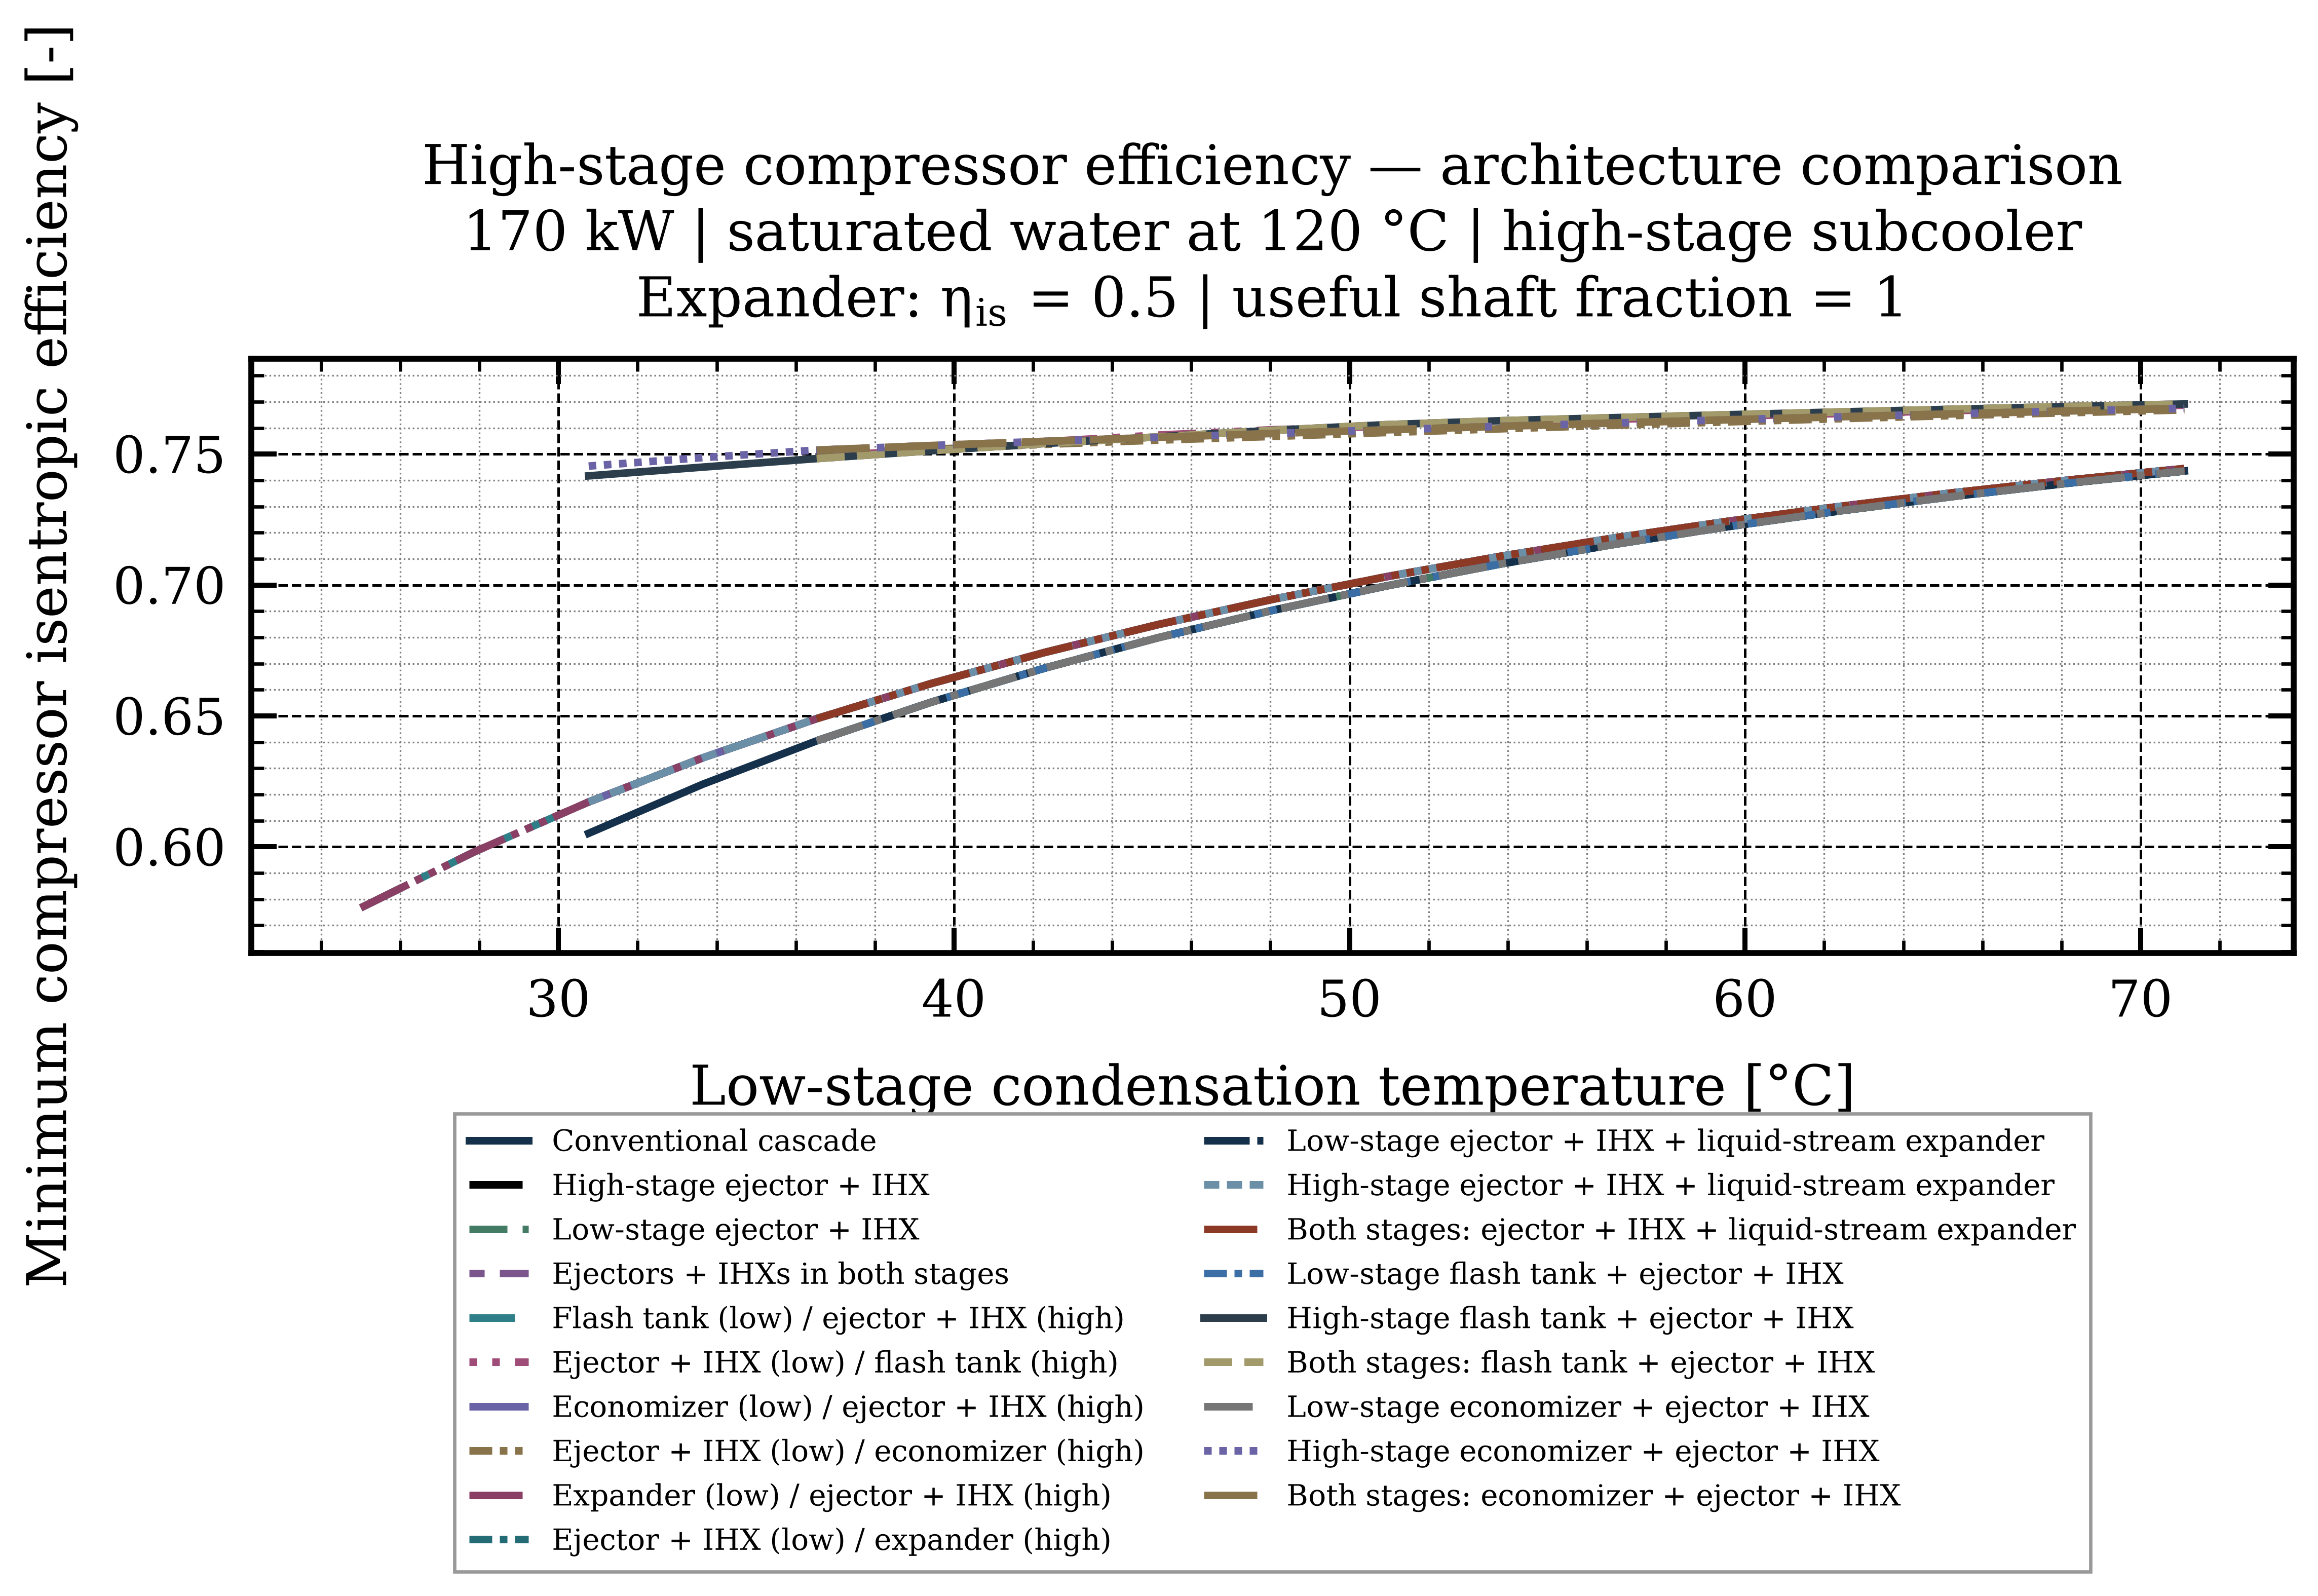 High-stage compressor efficiency — architecture comparison
170 kW | saturated water at 120 °C | high-stage subcooler
Expander: ηis = 0.5 | useful shaft fraction = 1
Minimum compressor isentropic efficiency [-]
0.75
0.70
0.65
0.60
30 40 50 60 70
Low-stage condensation temperature [°C]
Conventional cascade
High-stage ejector + IHX
Low-stage ejector + IHX
Ejectors + IHXs in both stages
Flash tank (low) / ejector + IHX (high)
Ejector + IHX (low) / flash tank (high)
Economizer (low) / ejector + IHX (high)
Ejector + IHX (low) / economizer (high)
Expander (low) / ejector + IHX (high)
Ejector + IHX (low) / expander (high)
Low-stage ejector + IHX + liquid-stream expander
High-stage ejector + IHX + liquid-stream expander
Both stages: ejector + IHX + liquid-stream expander
Low-stage flash tank + ejector + IHX
High-stage flash tank + ejector + IHX
Both stages: flash tank + ejector + IHX
Low-stage economizer + ejector + IHX
High-stage economizer + ejector + IHX
Both stages: economizer + ejector + IHX